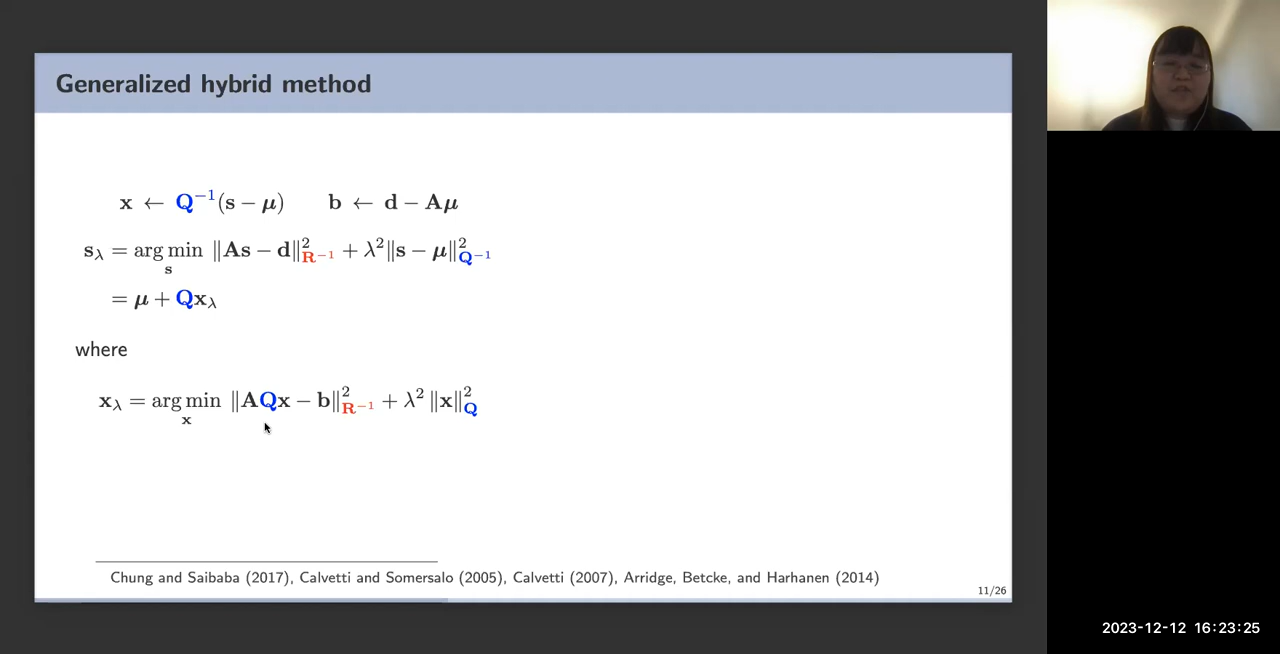 Generalized hybrid method
x ← Q⁻¹(s − μ) b ← d − Aμ
s_λ = arg min_s ‖As − d‖²_{R⁻¹} + λ²‖s − μ‖²_{Q⁻¹}
= μ + Qx_λ
where
x_λ = arg min_x ‖AQx − b‖²_{R⁻¹} + λ² ‖x‖²_Q
Chung and Saibaba (2017), Calvetti and Somersalo (2005), Calvetti (2007), Arridge, Betcke, and Harhanen (2014)
11/26
2023-12-12 16:23:25